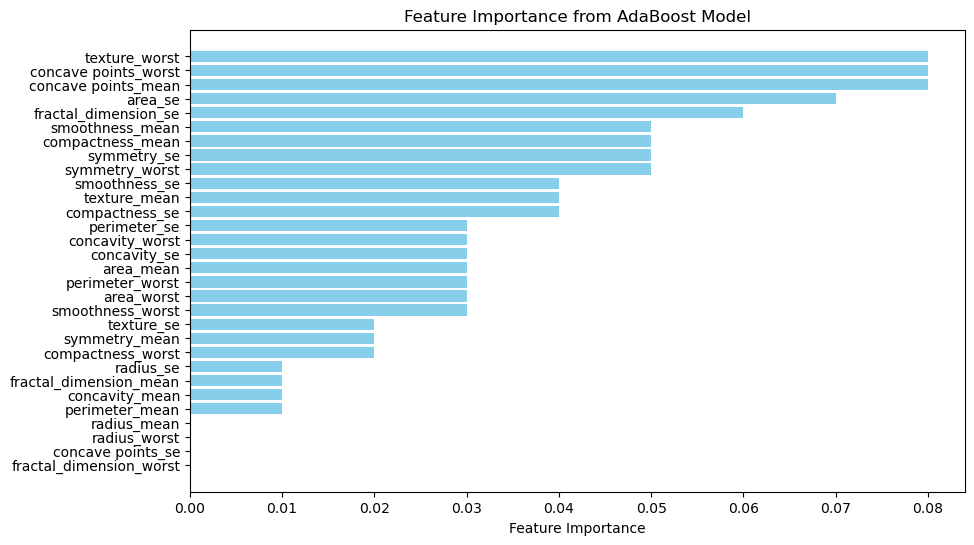 Feature Importance from AdaBoost Model
texture_worst
concave points_worst
concave points_mean
area_se
fractal_dimension_se
smoothness_mean
compactness_mean
symmetry_se
symmetry_worst
smoothness_se
texture_mean
compactness_se
perimeter_se
concavity_worst
concavity_se
area_mean
perimeter_worst
area_worst
smoothness_worst
texture_se
symmetry_mean
compactness_worst
radius_se
fractal_dimension_mean
concavity_mean
perimeter_mean
radius_mean
radius_worst
concave points_se
fractal_dimension_worst
0.00 0.01 0.02 0.03 0.04 0.05 0.06 0.07 0.08
Feature Importance